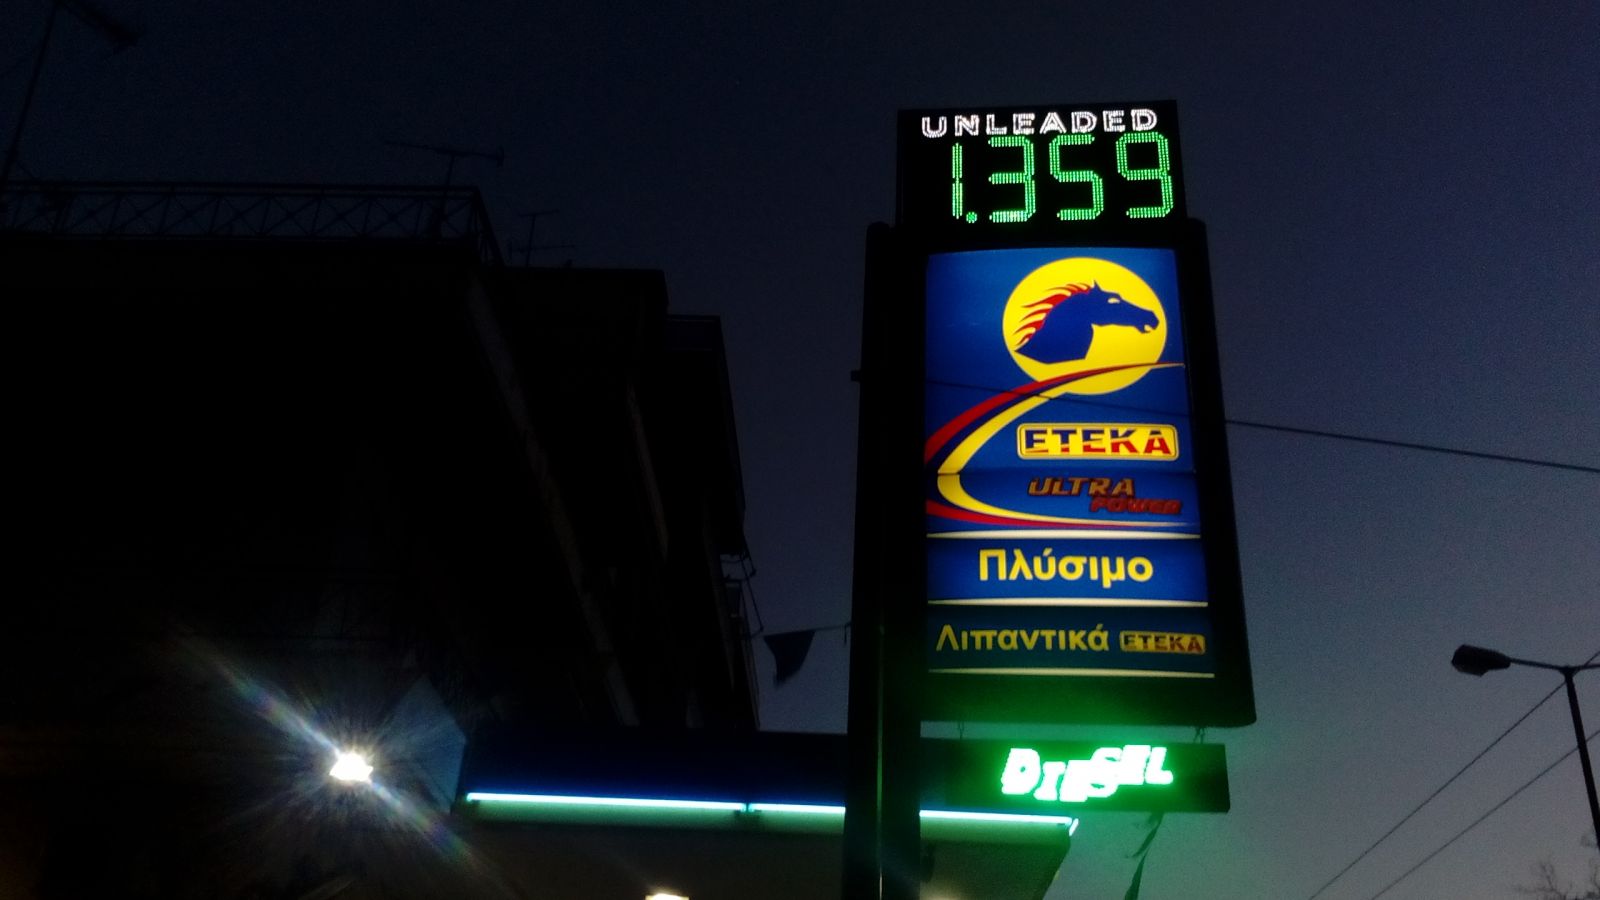 UNLEADED
1.359
ETEKA
ULTRA
POWER
Πλύσιμο
Λιπαντικά ETEKA
DIESEL